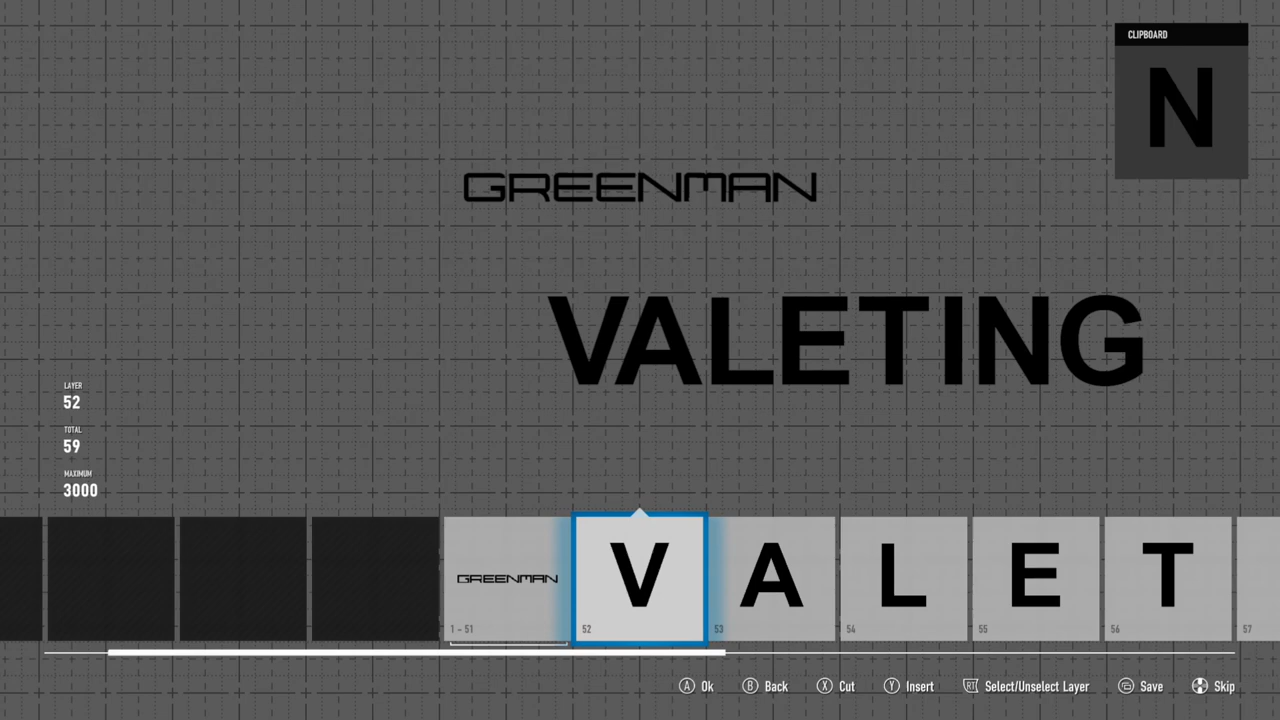 CLIPBOARD
N
GREENMAN
VALETING
LAYER
52
TOTAL
59
MAXIMUM
3000
GREENMAN V A L E T
1 - 51 52 53 54 55 56 57
A Ok B Back X Cut Y Insert RT Select/Unselect Layer Save Skip